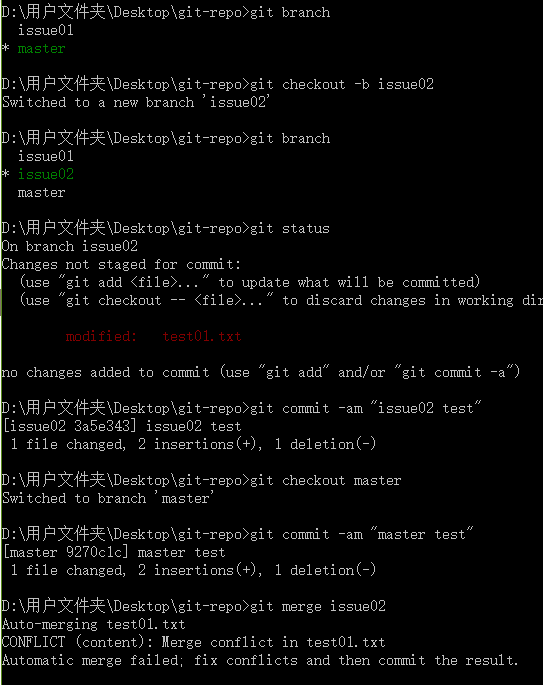 D:\用户文件夹\Desktop\git-repo>git branch
  issue01
* master
D:\用户文件夹\Desktop\git-repo>git checkout -b issue02
Switched to a new branch 'issue02'
D:\用户文件夹\Desktop\git-repo>git branch
  issue01
* issue02
  master
D:\用户文件夹\Desktop\git-repo>git status
On branch issue02
Changes not staged for commit:
  (use "git add <file>..." to update what will be committed)
  (use "git checkout -- <file>..." to discard changes in working dir
        modified:   test01.txt
no changes added to commit (use "git add" and/or "git commit -a")
D:\用户文件夹\Desktop\git-repo>git commit -am "issue02 test"
[issue02 3a5e343] issue02 test
 1 file changed, 2 insertions(+), 1 deletion(-)
D:\用户文件夹\Desktop\git-repo>git checkout master
Switched to branch 'master'
D:\用户文件夹\Desktop\git-repo>git commit -am "master test"
[master 9270c1c] master test
 1 file changed, 2 insertions(+), 1 deletion(-)
D:\用户文件夹\Desktop\git-repo>git merge issue02
Auto-merging test01.txt
CONFLICT (content): Merge conflict in test01.txt
Automatic merge failed; fix conflicts and then commit the result.